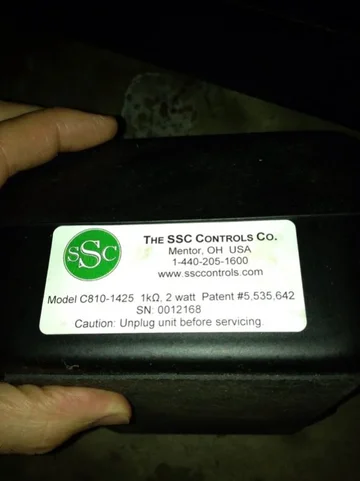 SSC
THE SSC CONTROLS CO.
Mentor, OH USA
1-440-205-1600
www.ssccontrols.com
Model C810-1425 1kΩ, 2 watt Patent #5,535,642
SN: 0012168
Caution: Unplug unit before servicing.